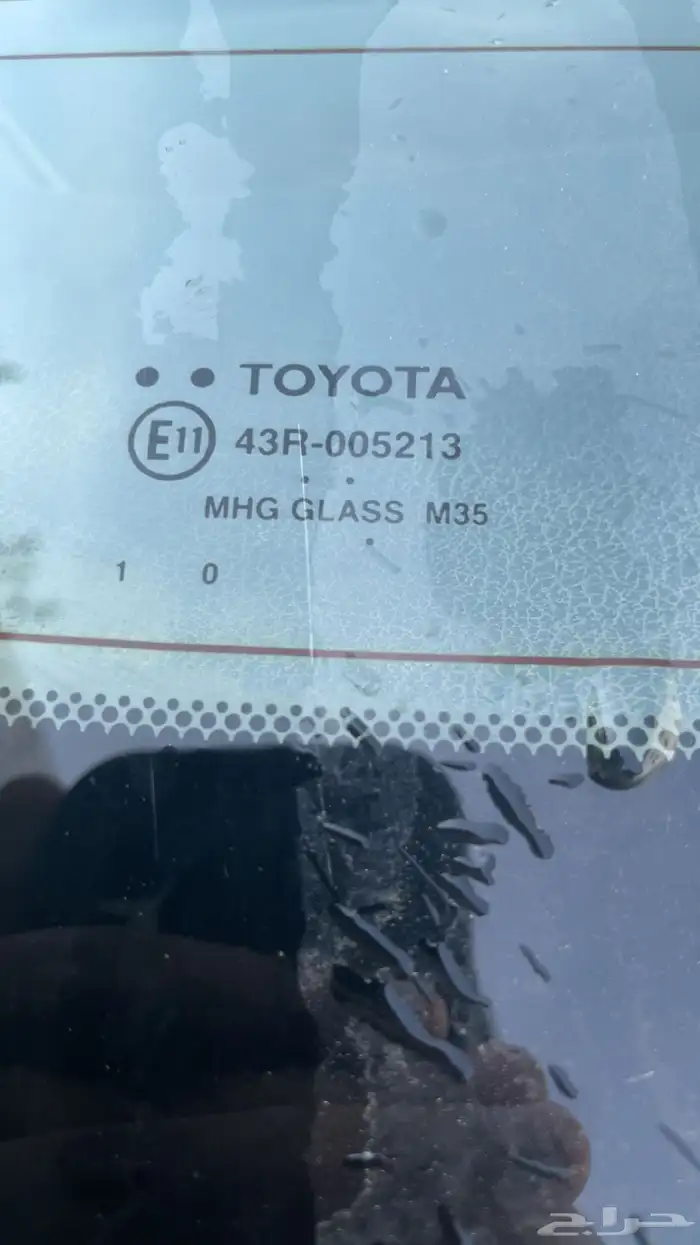 TOYOTA
E11 43R-005213
MHG GLASS M35
1 0
حراج